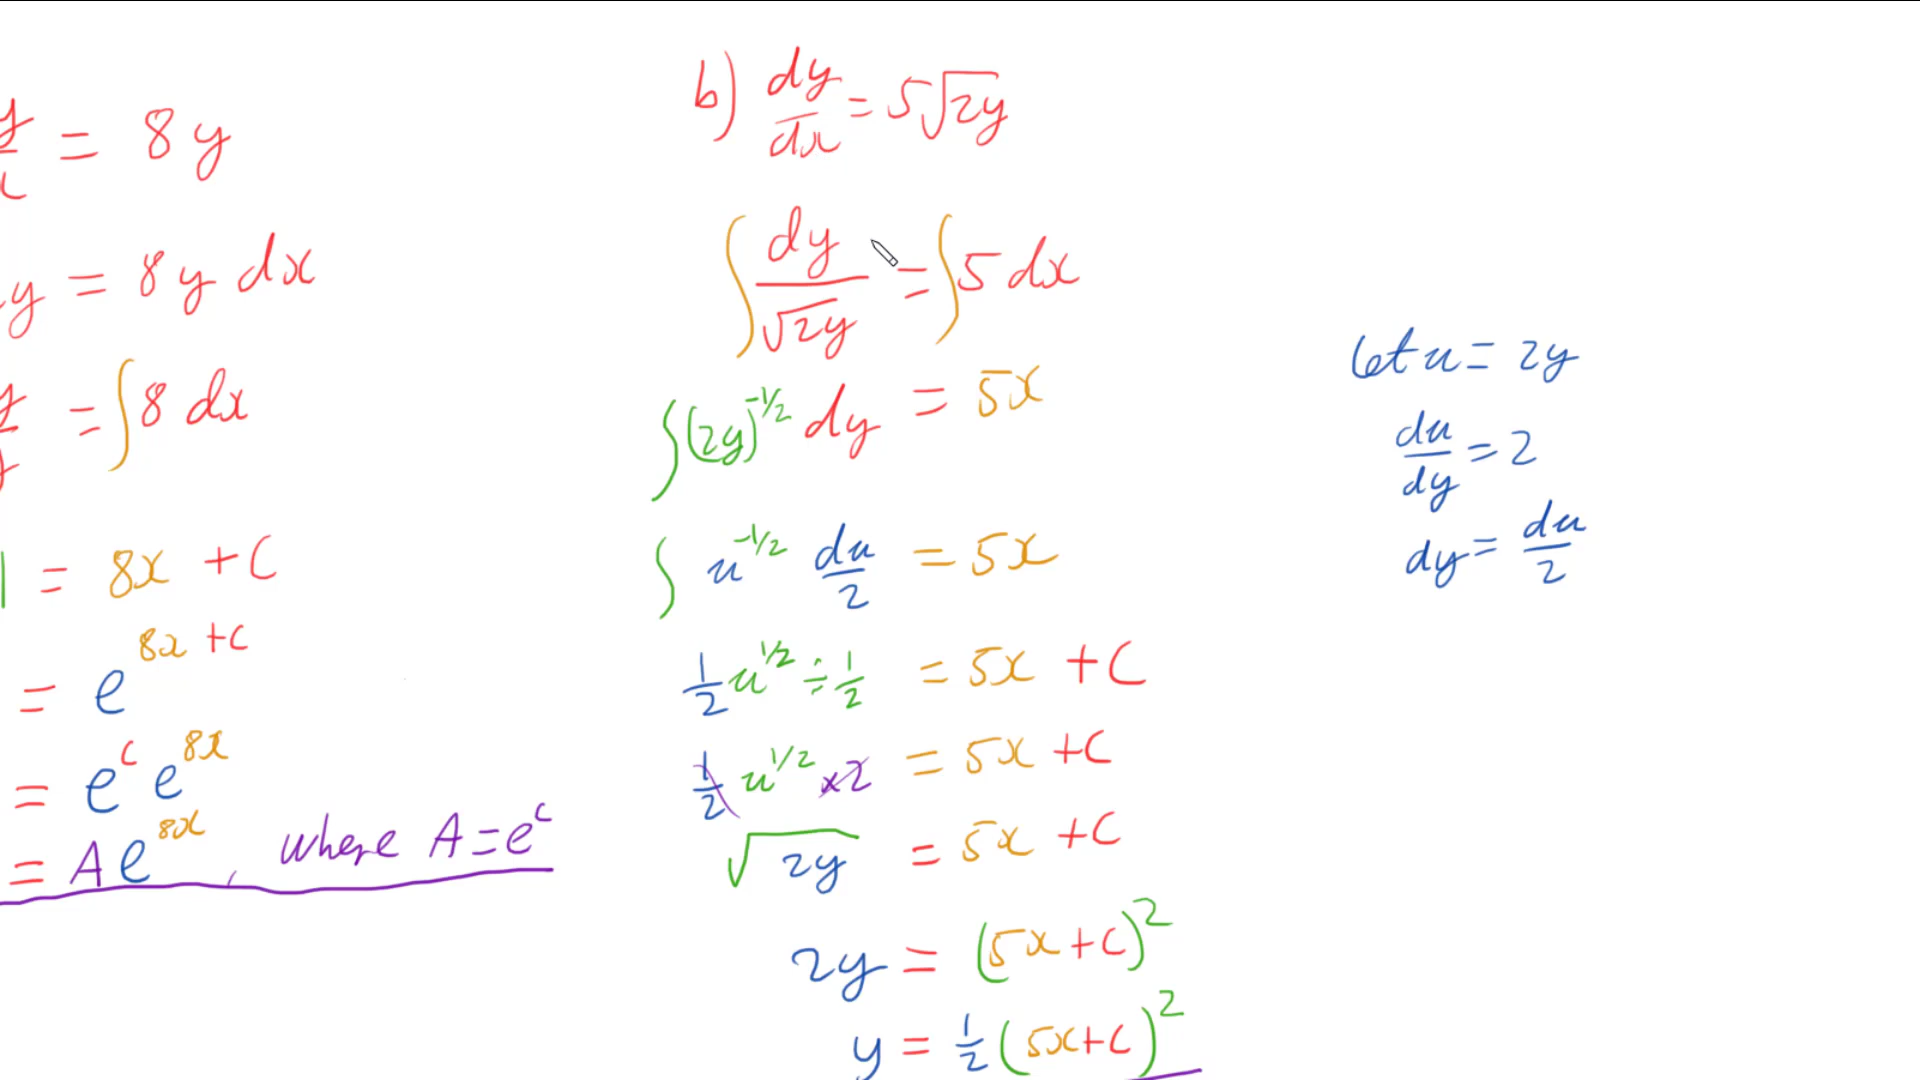 y/x = 8y
y = 8y dx
y/y = ∫8 dx
| = 8x + C
= e^(8x + C)
= e^C e^(8x)
= Ae^(8x), where A = e^C
b) dy/dx = 5√(2y)
∫ dy/√(2y) = ∫5 dx
∫(2y)^(-1/2) dy = 5x
∫ u^(-1/2) du/2 = 5x
1/2 u^(1/2) ÷ 1/2 = 5x + C
1/2 u^(1/2) × 2 = 5x + C
√(2y) = 5x + C
2y = (5x + C)^2
y = 1/2 (5x + C)^2
let u = 2y
du/dy = 2
dy = du/2